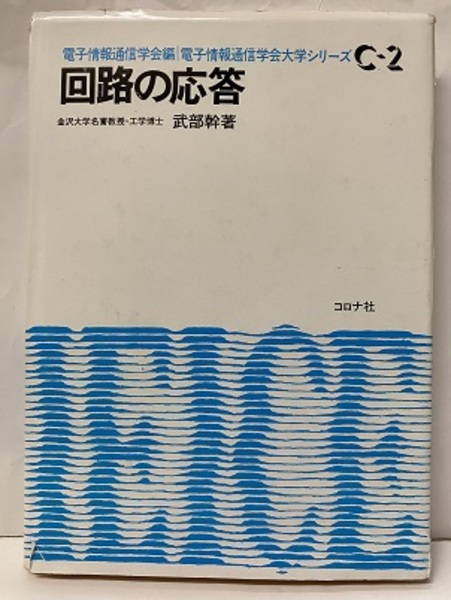 電子情報通信学会編|電子情報通信学会大学シリーズ C-2
回路の応答
金沢大学名誉教授・工学博士 武部幹著
コロナ社
IEICE